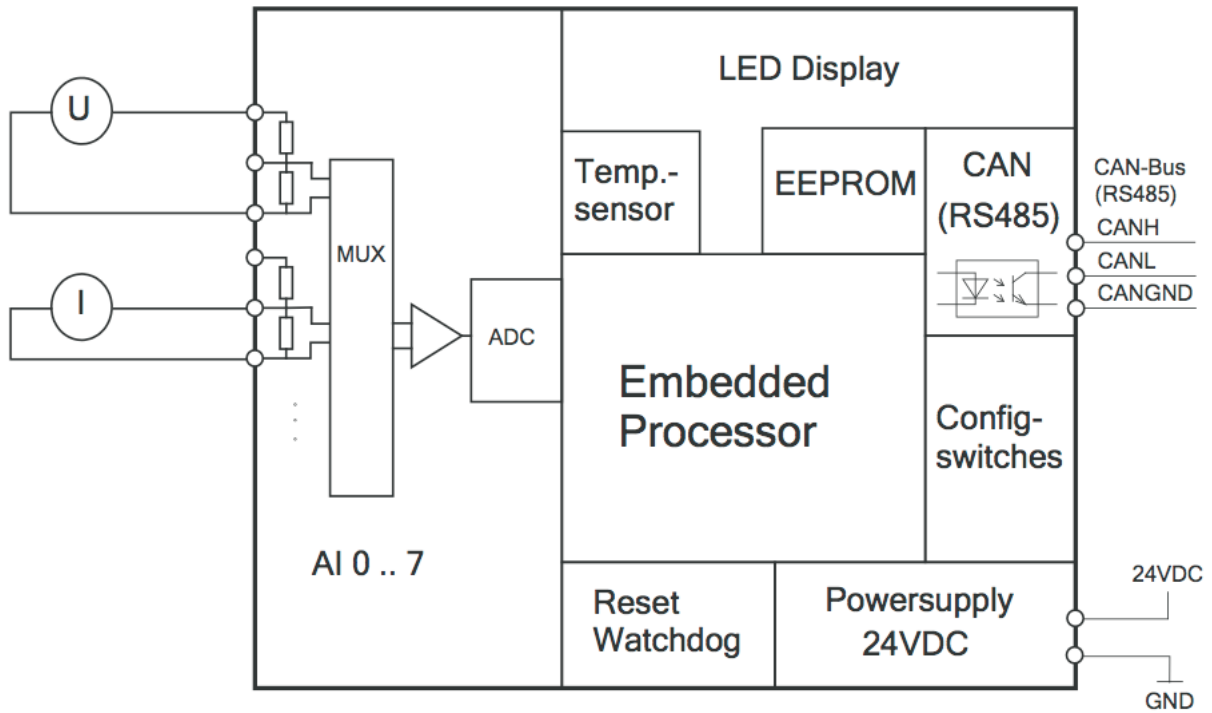 LED Display
U
Temp.-
sensor
EEPROM
CAN
(RS485)
CAN-Bus
(RS485)
CANH
CANL
CANGND
MUX
I
ADC
Embedded
Processor
Config-
switches
AI 0 .. 7
Reset
Watchdog
Powersupply
24VDC
24VDC
GND